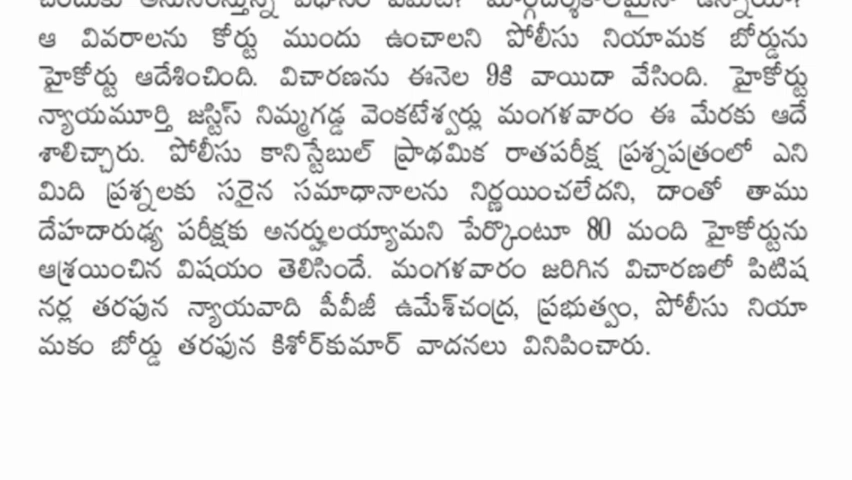 ఆ వివరాలను కోర్టు ముందు ఉంచాలని పోలీసు నియామక బోర్డును
హైకోర్టు ఆదేశించింది. విచారణను ఈనెల 9కి వాయిదా వేసింది. హైకోర్టు
న్యాయమూర్తి జస్టిస్ నిమ్మగడ్డ వెంకటేశ్వర్లు మంగళవారం ఈ మేరకు ఆదే
శాలిచ్చారు. పోలీసు కానిస్టేబుల్ ప్రాథమిక రాతపరీక్ష ప్రశ్నపత్రంలో ఎని
మిది ప్రశ్నలకు సరైన సమాధానాలను నిర్ణయించలేదని, దాంతో తాము
దేహదారుఢ్య పరీక్షకు అనర్హులయ్యామని పేర్కొంటూ 80 మంది హైకోర్టును
ఆశ్రయించిన విషయం తెలిసిందే. మంగళవారం జరిగిన విచారణలో పిటిష
నర్ల తరఫున న్యాయవాది పీవీజీ ఉమేశ్‌చంద్ర, ప్రభుత్వం, పోలీసు నియా
మకం బోర్డు తరఫున కిశోర్‌కుమార్ వాదనలు వినిపించారు.